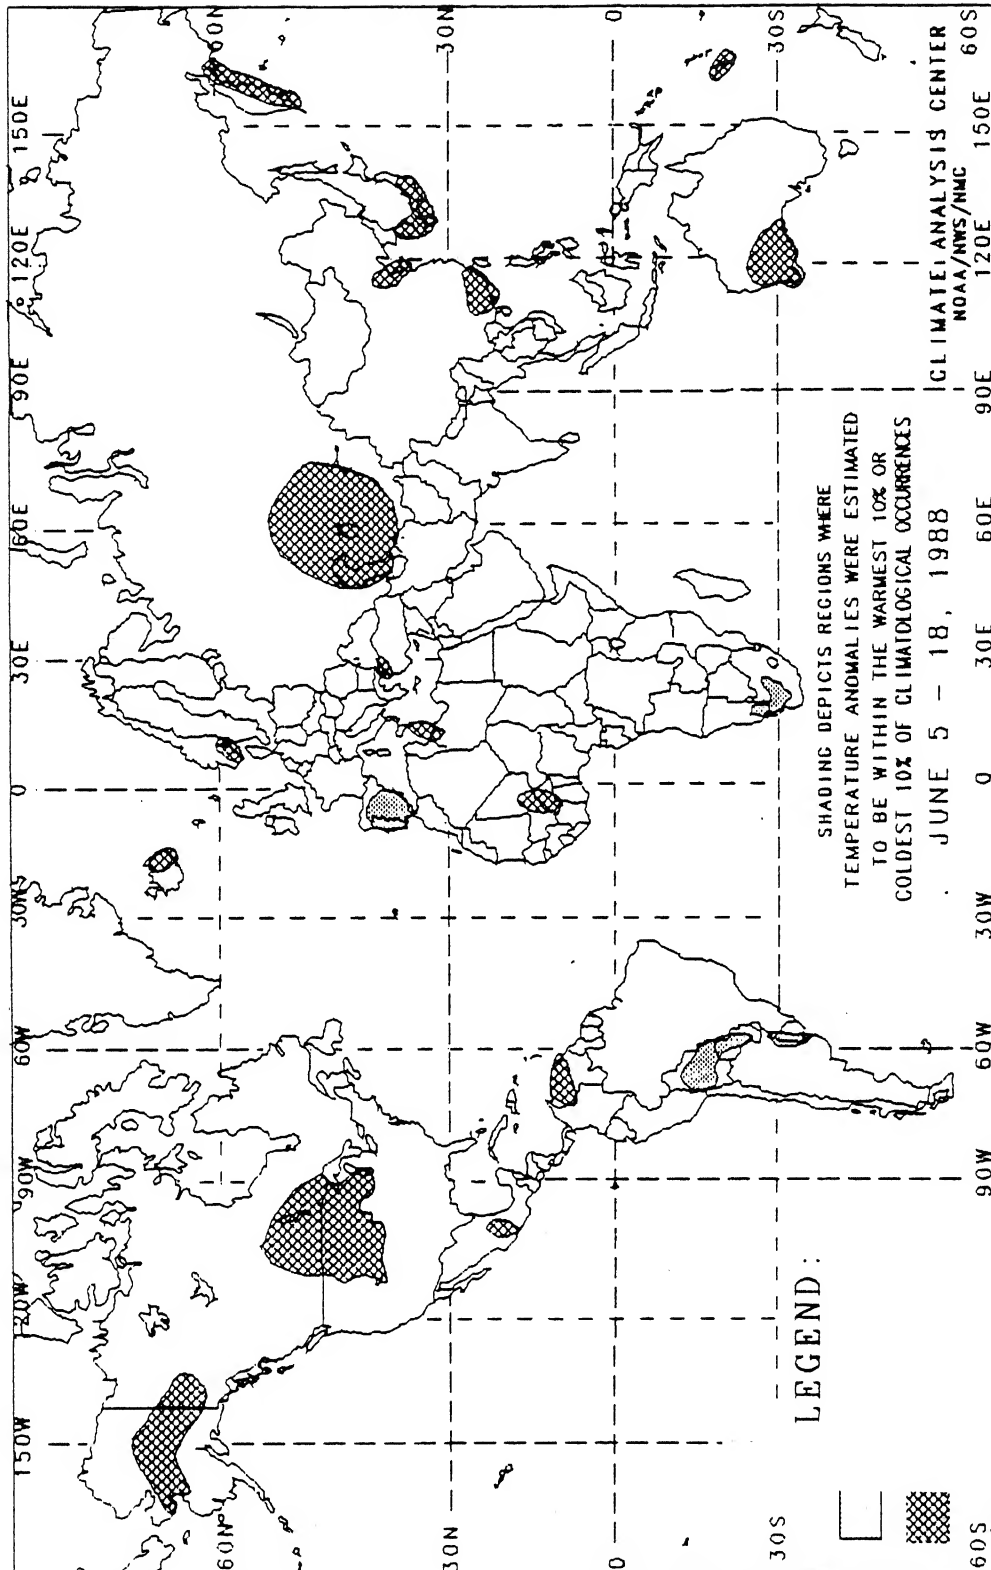 150W 120W 90W 60W 30W 0 30E 60E 90E 120E 150E
60N 60N
30N 30N
0 0
30S 30S
60S 60S
LEGEND:
SHADING DEPICTS REGIONS WHERE
TEMPERATURE ANOMALIES WERE ESTIMATED
TO BE WITHIN THE WARMEST 10% OR
COLDEST 10% OF CLIMATOLOGICAL OCCURRENCES
JUNE 5 - 18, 1988
CLIMATE ANALYSIS CENTER
NOAA/NWS/NMC
90W 60W 30W 0 30E 60E 90E 120E 150E